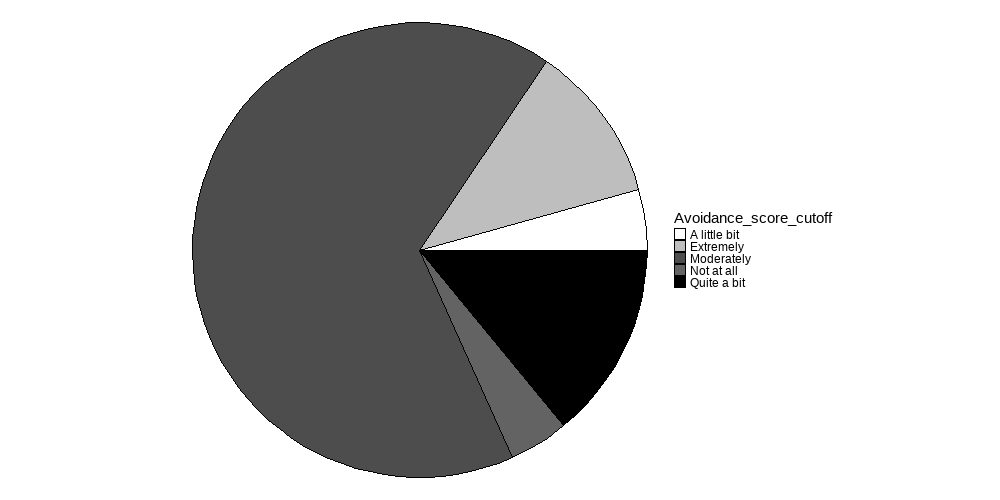 Avoidance_score_cutoff
A little bit
Extremely
Moderately
Not at all
Quite a bit